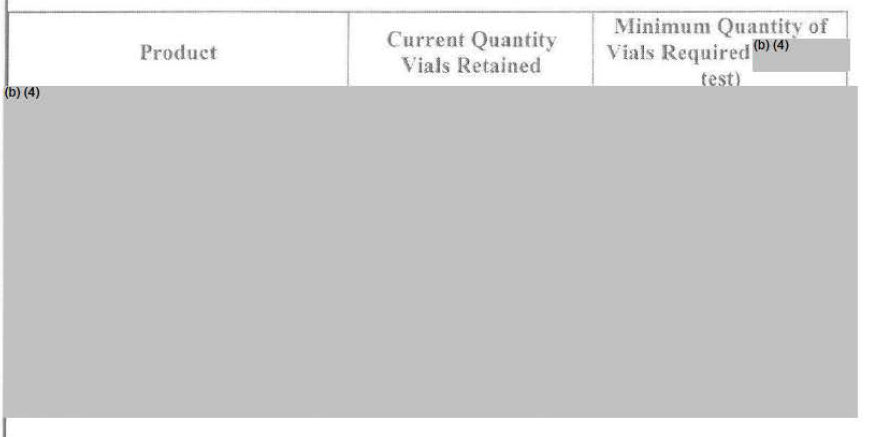 Product
Current Quantity
Vials Retained
Minimum Quantity of
Vials Required (b) (4)
test)
(b) (4)